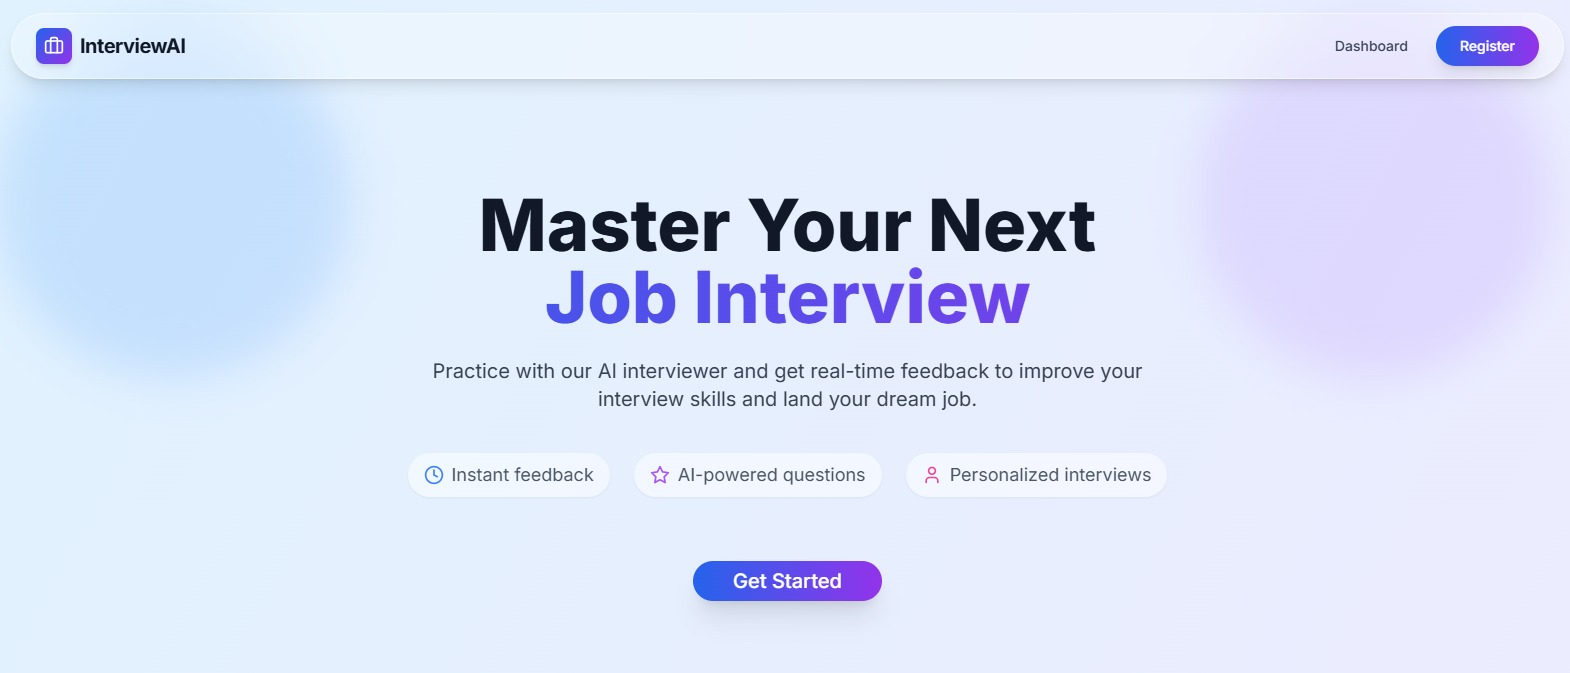 InterviewAI
Dashboard
Register
Master Your Next
Job Interview
Practice with our AI interviewer and get real-time feedback to improve your
interview skills and land your dream job.
Instant feedback
AI-powered questions
Personalized interviews
Get Started